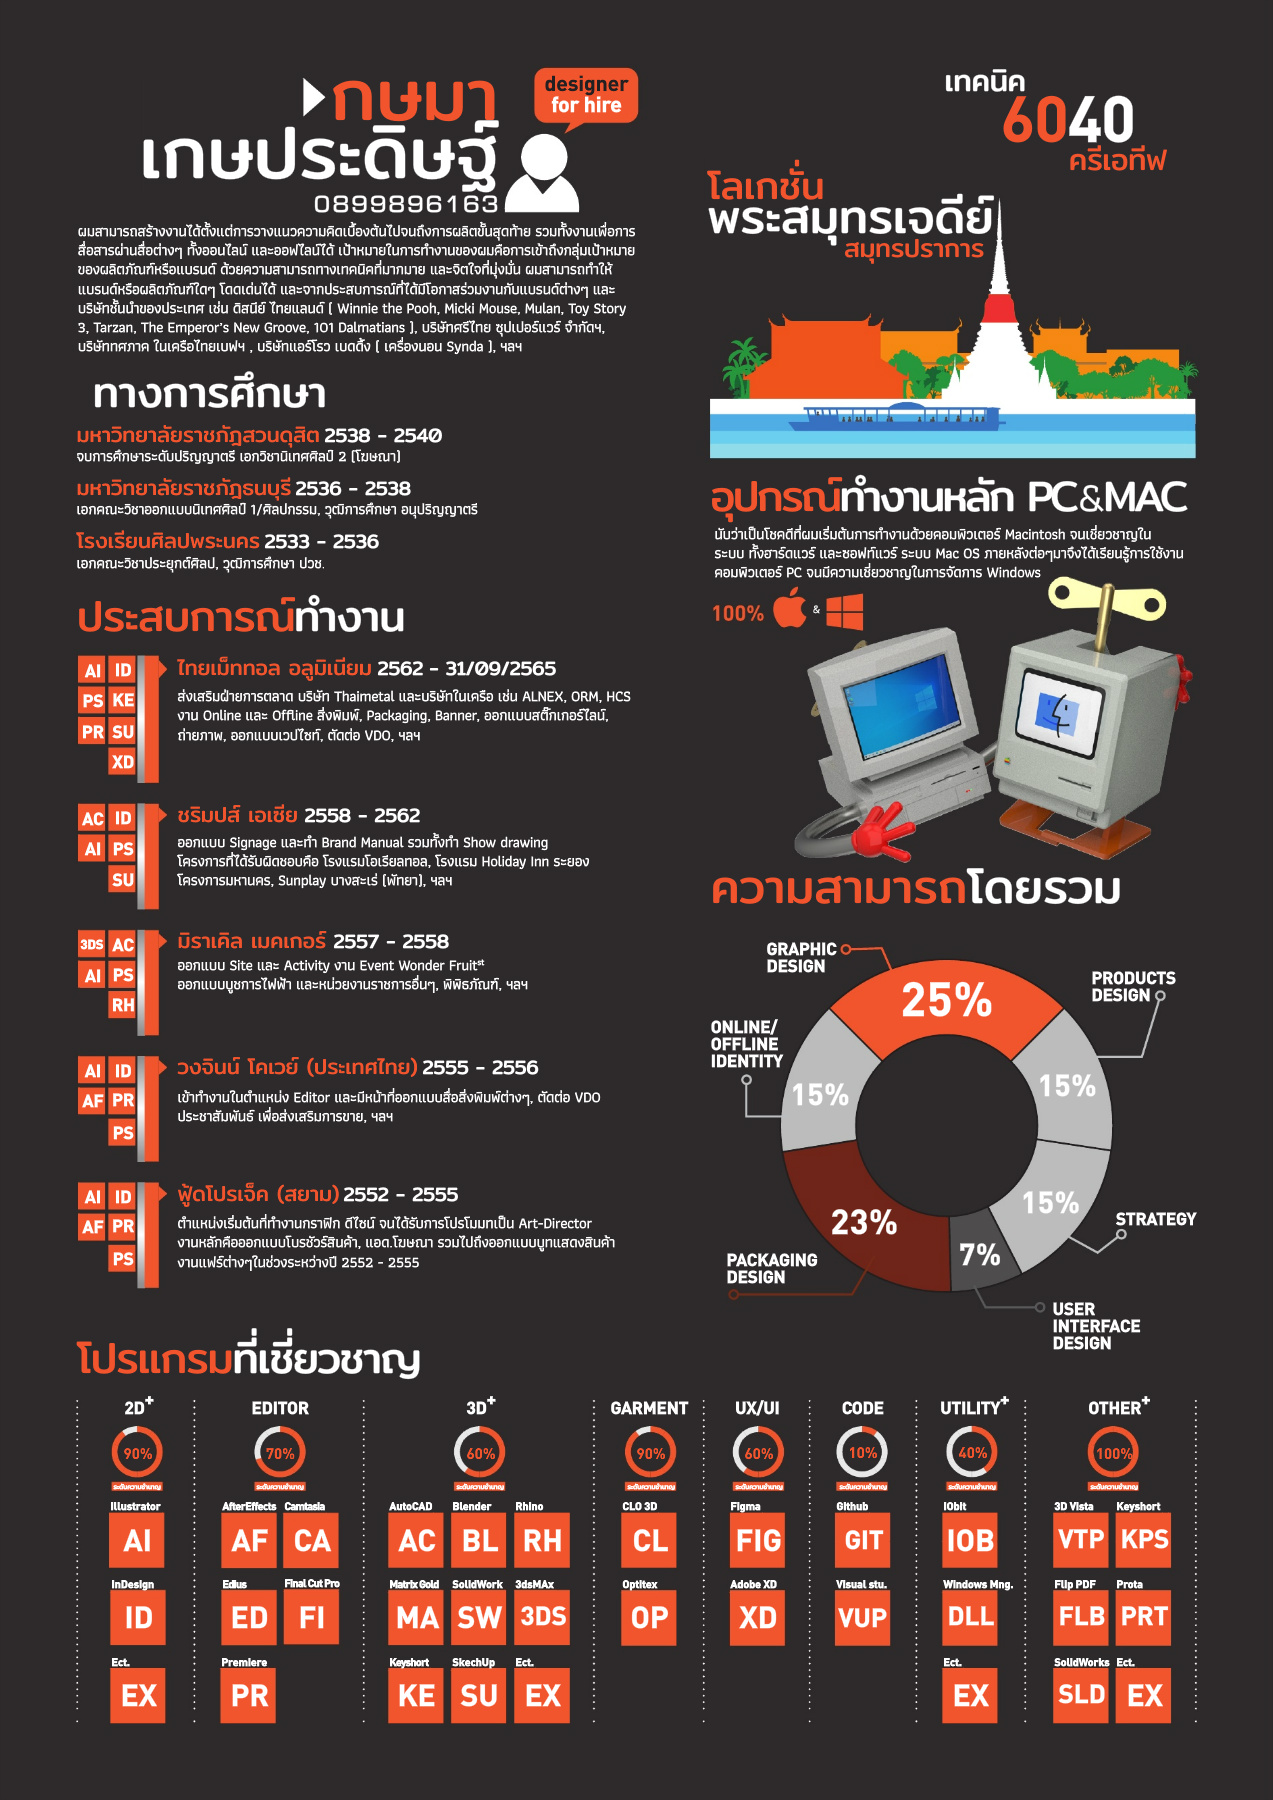 กษมา
เกษประดิษฐ์
0899896163
designer
for hire
ผมสามารถสร้างงานได้ตั้งแต่การวางแนวความคิดเบื้องต้นไปจนถึงการผลิตขั้นสุดท้าย รวมทั้งงานเพื่อการ
สื่อสารผ่านสื่อต่างๆ ทั้งออนไลน์ และออฟไลน์ได้ เป้าหมายในการทำงานของผมคือการเข้าถึงกลุ่มเป้าหมาย
ของผลิตภัณฑ์หรือแบรนด์ ด้วยความสามารถทางเทคนิคที่มากมาย และจิตใจที่มุ่งมั่น ผมสามารถทำให้
แบรนด์หรือผลิตภัณฑ์ใดๆ โดดเด่นได้ และจากประสบการณ์ที่ได้มีโอกาสร่วมงานกับแบรนด์ต่างๆ และ
บริษัทชั้นนำของประเทศ เช่น ดิสนีย์ ไทยแลนด์ ( Winnie the Pooh, Micki Mouse, Mulan, Toy Story
3, Tarzan, The Emperor's New Groove, 101 Dalmatians ), บริษัทศรีไทย ซุปเปอร์แวร์ จำกัดฯ,
บริษัททศภาค ในเครือไทยเบฟฯ , บริษัทแอร์โรว เบดดิ้ง ( เครื่องนอน Synda ), ฯลฯ
ทางการศึกษา
มหาวิทยาลัยราชภัฏสวนดุสิต 2538 - 2540
จบการศึกษาระดับปริญญาตรี เอกวิชานิเทศศิลป์ 2 (โฆษณา)
มหาวิทยาลัยราชภัฏธนบุรี 2536 - 2538
เอกคณะวิชาออกแบบนิเทศศิลป์ 1/ศิลปกรรม, วุฒิการศึกษา อนุปริญญาตรี
โรงเรียนศิลปพระนคร 2533 - 2536
เอกคณะวิชาประยุกต์ศิลป, วุฒิการศึกษา ปวช.
ประสบการณ์ทำงาน
AI ID
PS KE
PR SU
XD
ไทยเม็ททอล อลูมิเนียม 2562 - 31/09/2565
ส่งเสริมฝ่ายการตลาด บริษัท Thaimetal และบริษัทในเครือ เช่น ALNEX, ORM, HCS
งาน Online และ Offline สิ่งพิมพ์, Packaging, Banner, ออกแบบสติ๊กเกอร์ไลน์,
ถ่ายภาพ, ออกแบบเวปไซท์, ตัดต่อ VDO, ฯลฯ
AC ID
AI PS
SU
ชริมปส์ เอเชีย 2558 - 2562
ออกแบบ Signage และทำ Brand Manual รวมทั้งทำ Show drawing
โครงการที่ได้รับผิดชอบคือ โรงแรมโอเรียลทอล, โรงแรม Holiday Inn ระยอง
โครงการมหานคร, Sunplay บางสะเร่ (พัทยา), ฯลฯ
3DS AC
AI PS
RH
มิราเคิล เมคเกอร์ 2557 - 2558
ออกแบบ Site และ Activity งาน Event Wonder Fruitst
ออกแบบบูชการไฟฟ้า และหน่วยงานราชการอื่นๆ, พิพิธภัณฑ์, ฯลฯ
AI ID
AF PR
PS
วงจินน์ โคเวย์ (ประเทศไทย) 2555 - 2556
เข้าทำงานในตำแหน่ง Editor และมีหน้าที่ออกแบบสื่อสิ่งพิมพ์ต่างๆ, ตัดต่อ VDO
ประชาสัมพันธ์ เพื่อส่งเสริมการขาย, ฯลฯ
AI ID
AF PR
PS
ฟู้ดโปรเจ็ค (สยาม) 2552 - 2555
ตำแหน่งเริ่มต้นที่ทำงานกราฟิก ดีไซน์ จนได้รับการโปรโมมทเป็น Art-Director
งานหลักคือออกแบบโบรชัวร์สินค้า, แอด.โฆษณา รวมไปถึงออกแบบบูทแสดงสินค้า
งานแฟร์ต่างๆในช่วงระหว่างปี 2552 - 2555
เทคนิค
6040
ครีเอทีฟ
โลเกชั่น
พระสมุทรเจดีย์
สมุทรปราการ
อุปกรณ์ทำงานหลัก PC&MAC
นับว่าเป็นโชคดีที่ผมเริ่มต้นการทำงานด้วยคอมพิวเตอร์ Macintosh จนเชี่ยวชาญใน
ระบบ ทั้งฮาร์ดแวร์ และซอฟท์แวร์ ระบบ Mac OS ภายหลังต่อๆมาจึงได้เรียนรู้การใช้งาน
คอมพิวเตอร์ PC จนมีความเชี่ยวชาญในการจัดการ Windows
100% &
ความสามารถโดยรวม
GRAPHIC
DESIGN
25%
PRODUCTS
DESIGN
15%
ONLINE/
OFFLINE
IDENTITY
15%
STRATEGY
15%
PACKAGING
DESIGN
23%
7%
USER
INTERFACE
DESIGN
โปรแกรมที่เชี่ยวชาญ
2D+
90%
ระดับความชำนาญ
Illustrator
AI
InDesign
ID
Ect.
EX
EDITOR
70%
ระดับความชำนาญ
AfterEffects Camtasia
AF CA
Edius Final Cut Pro
ED FI
Premiere
PR
3D+
60%
ระดับความชำนาญ
AutoCAD Blender Rhino
AC BL RH
Matrix Gold SolidWork 3dsMAx
MA SW 3DS
Keyshort SkechUp Ect.
KE SU EX
GARMENT
90%
ระดับความชำนาญ
CLO 3D
CL
Optitex
OP
UX/UI
60%
ระดับความชำนาญ
Figma
FIG
Adobe XD
XD
CODE
10%
ระดับความชำนาญ
Github
GIT
Visual stu.
VUP
UTILITY+
40%
ระดับความชำนาญ
IObit
IOB
Windows Mng.
DLL
Ect.
EX
OTHER+
100%
ระดับความชำนาญ
3D Vista Keyshort
VTP KPS
Flip PDF Prota
FLB PRT
SolidWorks Ect.
SLD EX